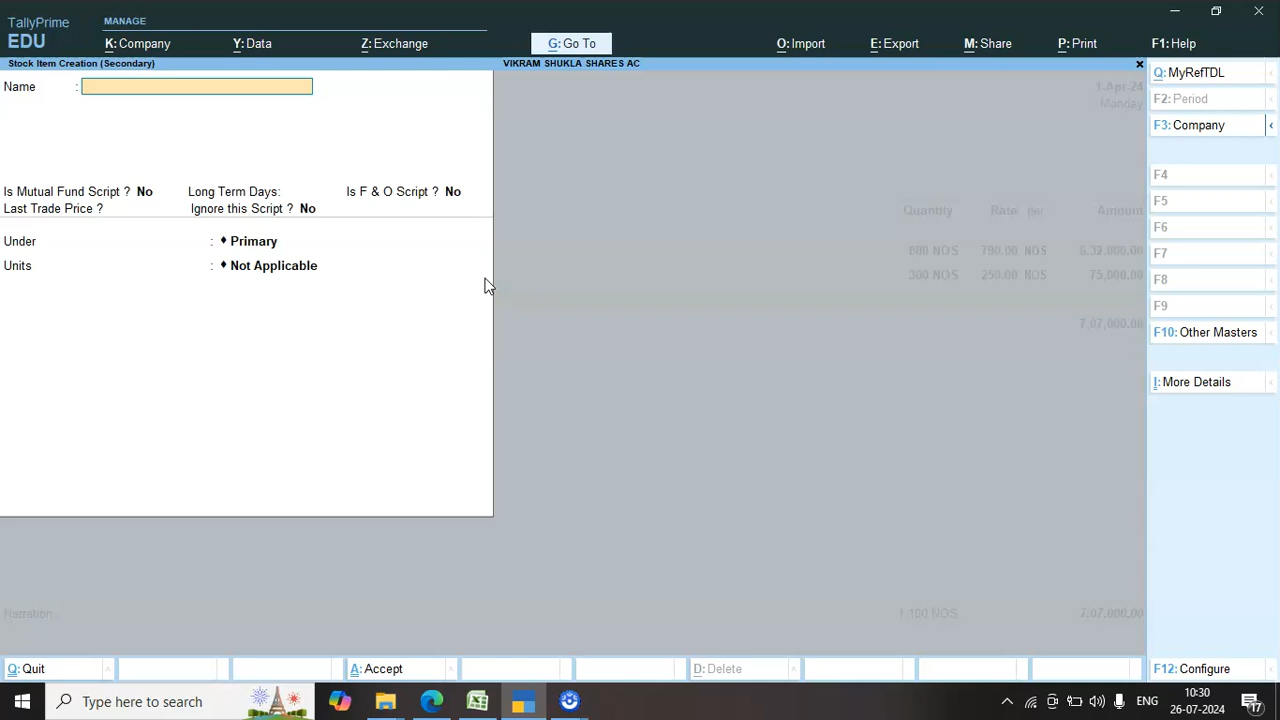 TallyPrime
EDU
MANAGE
K: Company
Y: Data
Z: Exchange
G: Go To
O: Import
E: Export
M: Share
P: Print
F1: Help
Stock Item Creation (Secondary)
VIKRAM SHUKLA SHARES AC
Name :
1-Apr-24
Monday
Is Mutual Fund Script ? No
Long Term Days:
Is F & O Script ? No
Last Trade Price ?
Ignore this Script ? No
Quantity Rate per Amount
Under : ♦ Primary
800 NOS 790.00 NOS 6,32,000.00
Units : ♦ Not Applicable
300 NOS 250.00 NOS 75,000.00
7,07,000.00
Narration
1,100 NOS 7,07,000.00
Q: MyRefTDL
F2: Period
F3: Company
F4
F5
F6
F7
F8
F9
F10: Other Masters
I: More Details
Q: Quit
A: Accept
D: Delete
F12: Configure
Type here to search
ENG
10:30
26-07-2024
17